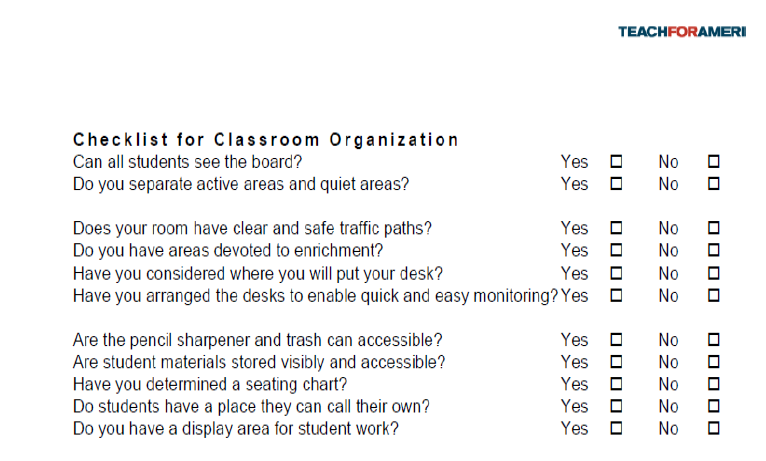 TEACHFORAMERI
Checklist for Classroom Organization
Can all students see the board? Yes □ No □
Do you separate active areas and quiet areas? Yes □ No □
Does your room have clear and safe traffic paths? Yes □ No □
Do you have areas devoted to enrichment? Yes □ No □
Have you considered where you will put your desk? Yes □ No □
Have you arranged the desks to enable quick and easy monitoring? Yes □ No □
Are the pencil sharpener and trash can accessible? Yes □ No □
Are student materials stored visibly and accessible? Yes □ No □
Have you determined a seating chart? Yes □ No □
Do students have a place they can call their own? Yes □ No □
Do you have a display area for student work? Yes □ No □